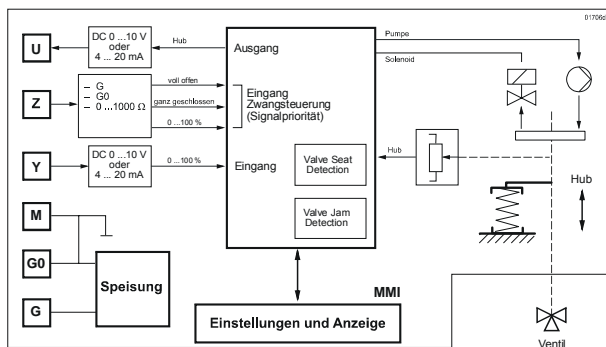 01706d
U
DC 0 ...10 V
oder
4 ... 20 mA
Hub
Ausgang
Pumpe
Solenoid
Z
– G
– G0
– 0 ...1000 Ω
voll offen
ganz geschlossen
0 ...100 %
Eingang
Zwangsteuerung
(Signalpriorität)
Y
DC 0 ...10 V
oder
4 ... 20 mA
0 ...100 %
Eingang
Valve Seat
Detection
Hub
Valve Jam
Detection
Hub
M
G0
G
Speisung
MMI
Einstellungen und Anzeige
Ventil